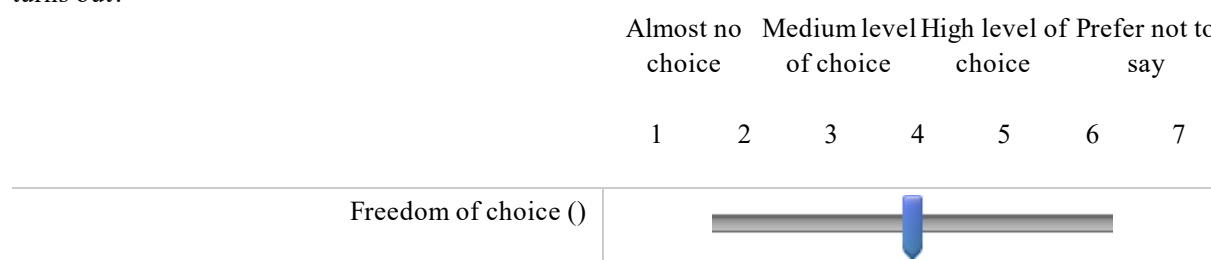 Almost no Medium level High level of Prefer not to
choice of choice choice say
1 2 3 4 5 6 7
Freedom of choice ()